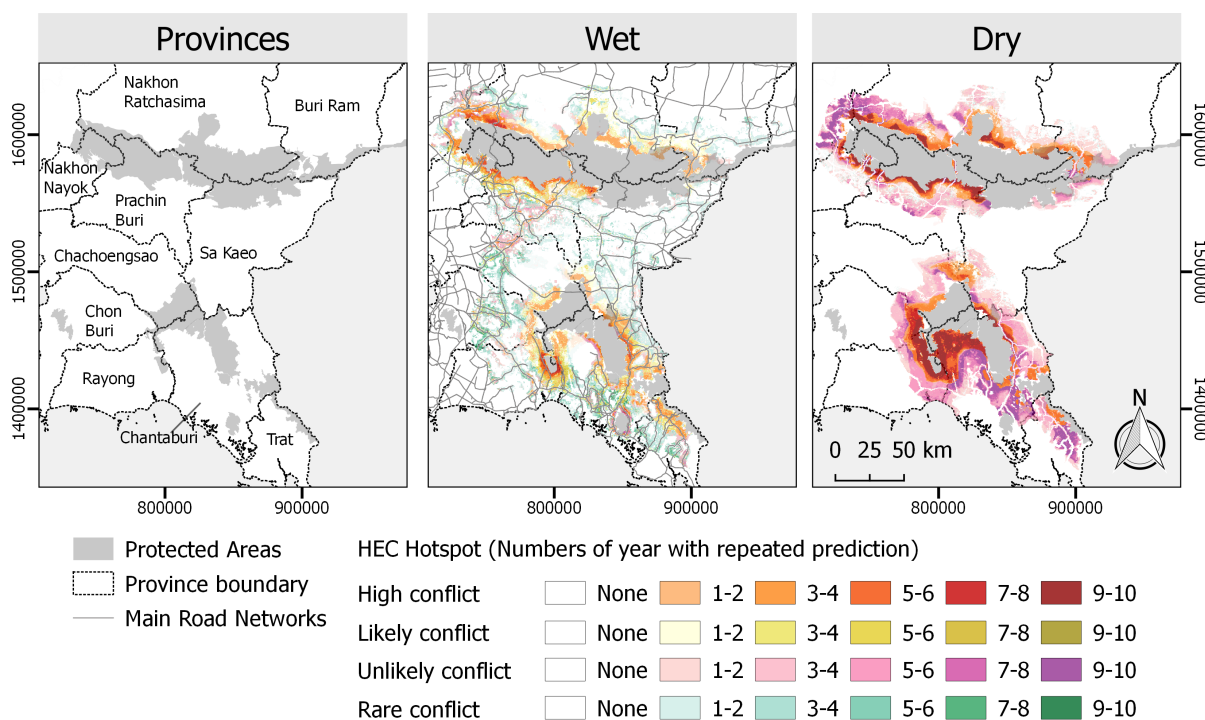 Provinces
Wet
Dry
Nakhon
Ratchasima
Buri Ram
Nakhon
Nayok
Prachin
Buri
Sa Kaeo
Chachoengsao
Chon
Buri
Rayong
Chantaburi
Trat
1600000
1500000
1400000
800000
900000
800000
900000
N
0 25 50 km
800000
900000
1600000
1500000
1400000
Protected Areas
Province boundary
Main Road Networks
HEC Hotspot (Numbers of year with repeated prediction)
High conflict None 1-2 3-4 5-6 7-8 9-10
Likely conflict None 1-2 3-4 5-6 7-8 9-10
Unlikely conflict None 1-2 3-4 5-6 7-8 9-10
Rare conflict None 1-2 3-4 5-6 7-8 9-10